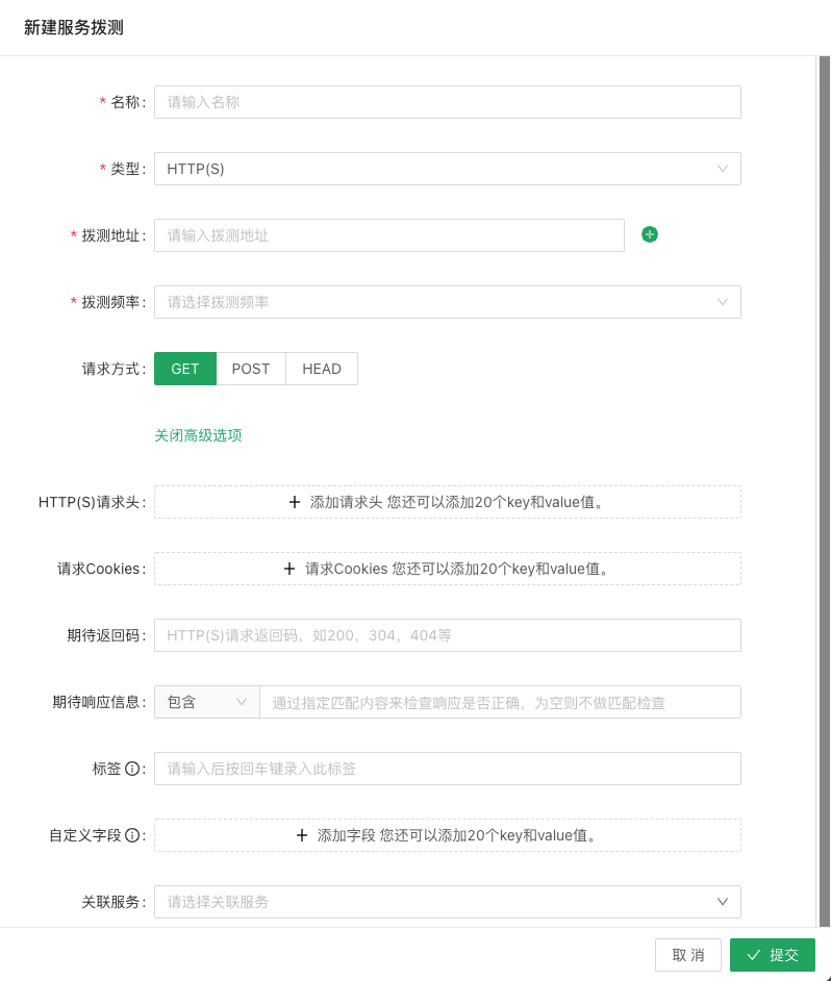 新建服务拨测
* 名称: 请输入名称
* 类型: HTTP(S)
* 拨测地址: 请输入拨测地址
* 拨测频率: 请选择拨测频率
请求方式: GET POST HEAD
关闭高级选项
HTTP(S)请求头: + 添加请求头 您还可以添加20个key和value值。
请求Cookies: + 请求Cookies 您还可以添加20个key和value值。
期待返回码: HTTP(S)请求返回码，如200，304，404等
期待响应信息: 包含 通过指定匹配内容来检查响应是否正确，为空则不做匹配检查
标签: 请输入后按回车键录入此标签
自定义字段: + 添加字段 您还可以添加20个key和value值。
关联服务: 请选择关联服务
取 消 提交